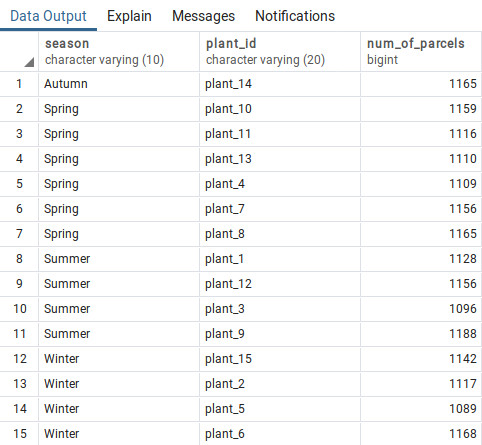 Data Output Explain Messages Notifications
season plant_id num_of_parcels
character varying (10) character varying (20) bigint
1 Autumn plant_14 1165
2 Spring plant_10 1159
3 Spring plant_11 1116
4 Spring plant_13 1110
5 Spring plant_4 1109
6 Spring plant_7 1156
7 Spring plant_8 1165
8 Summer plant_1 1128
9 Summer plant_12 1156
10 Summer plant_3 1096
11 Summer plant_9 1188
12 Winter plant_15 1142
13 Winter plant_2 1117
14 Winter plant_5 1089
15 Winter plant_6 1168